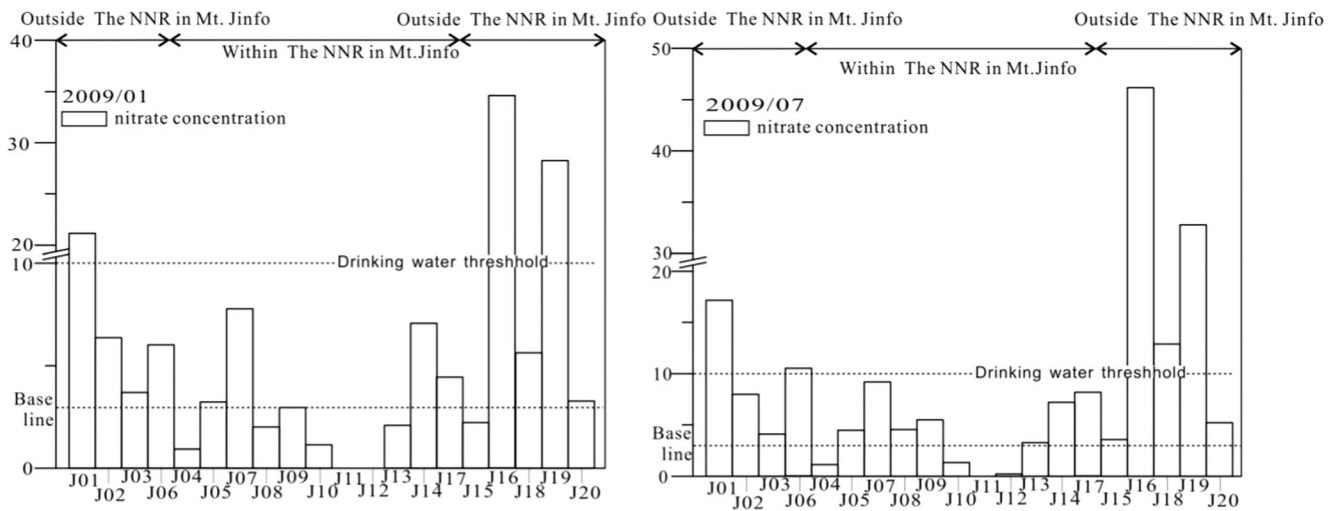 Outside The NNR in Mt. Jinfo
Outside The NNR in Mt. Jinfo
Within The NNR in Mt.Jinfo
40
30
20
10
0
2009/01
nitrate concentration
Drinking water threshhold
Base
line
J01 J03 J04 J07 J09 J11 J13 J17 J16 J19
J02 J06 J05 J08 J10 J12 J14 J15 J18 J20
Outside The NNR in Mt. Jinfo
Outside The NNR in Mt. Jinfo
Within The NNR in Mt.Jinfo
50
40
30
20
10
0
2009/07
nitrate concentration
Drinking water threshhold
Base
line
J01 J03 J04 J07 J09 J11 J13 J17 J16 J19
J02 J06 J05 J08 J10 J12 J14 J15 J18 J20